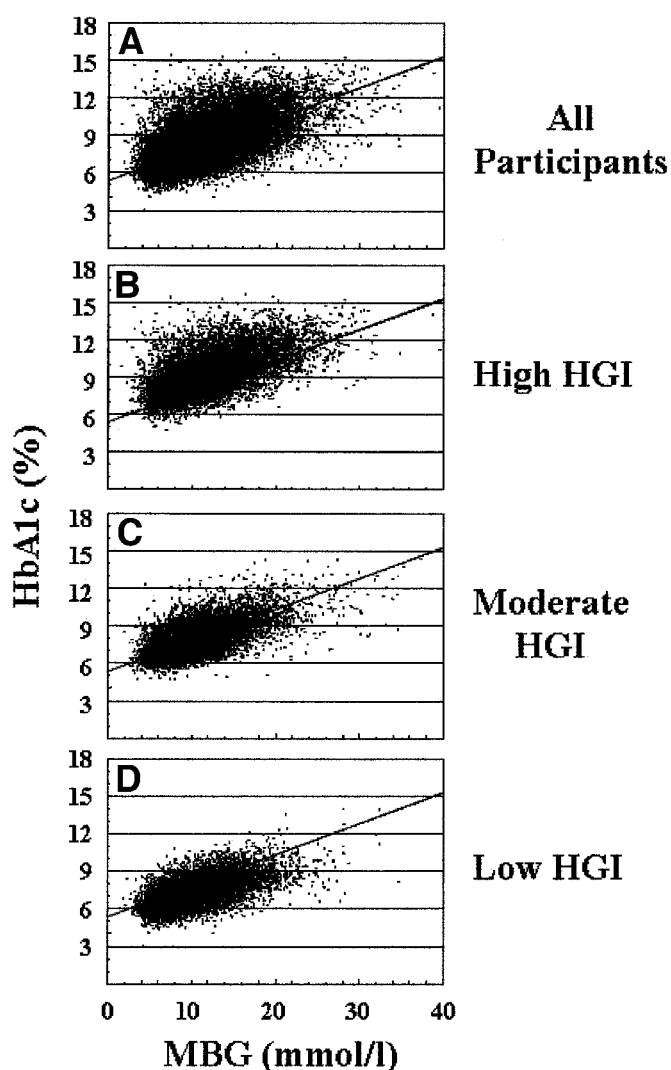 HbA1c (%)
A
18
15
12
9
6
3
All
Participants
B
18
15
12
9
6
3
High HGI
C
18
15
12
9
6
3
Moderate
HGI
D
18
15
12
9
6
3
Low HGI
0 10 20 30 40
MBG (mmol/l)